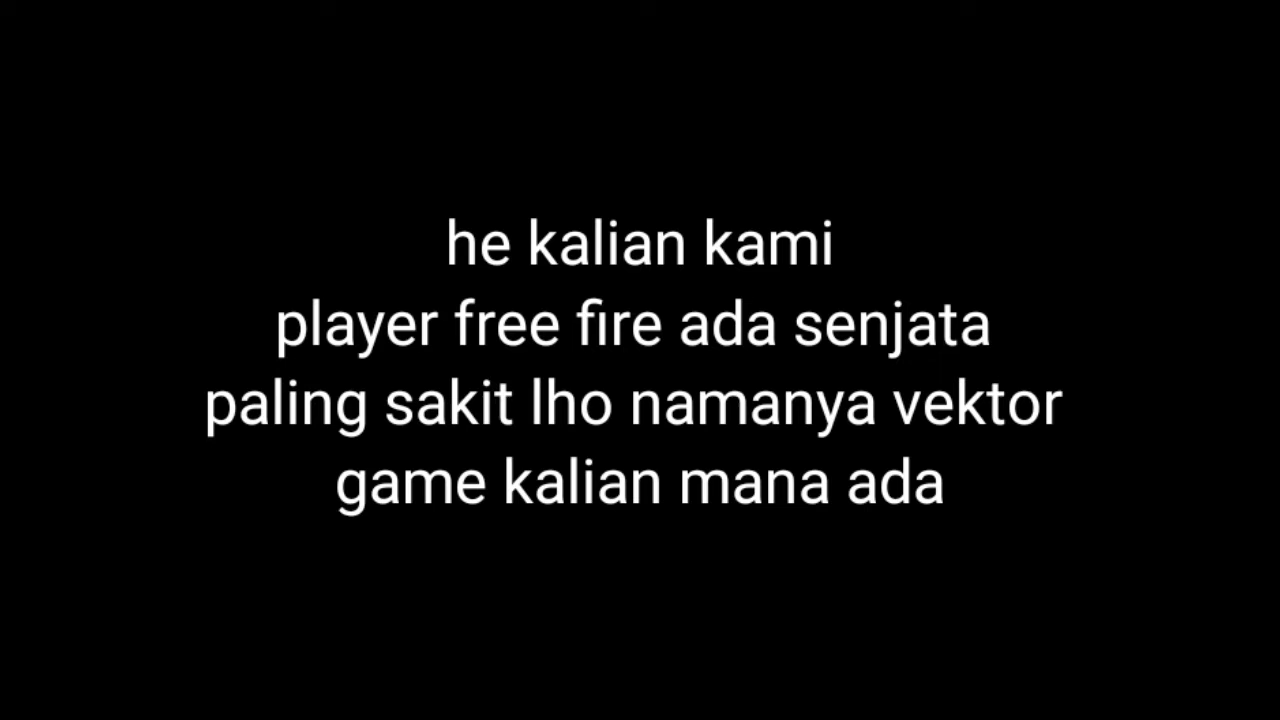 he kalian kami
player free fire ada senjata
paling sakit lho namanya vektor
game kalian mana ada